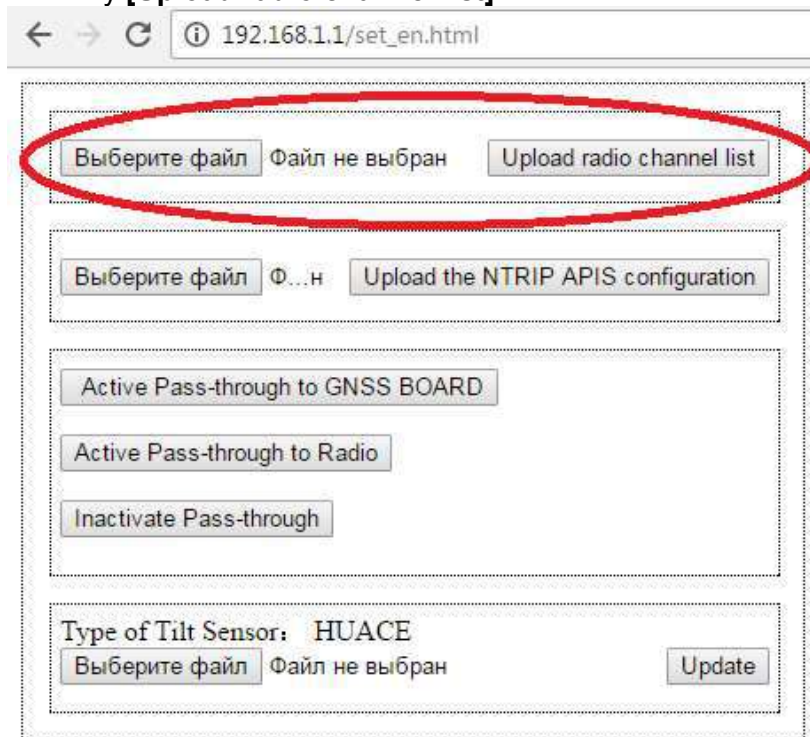 192.168.1.1/set_en.html
Выберите файл Файл не выбран Upload radio channel list
Выберите файл Ф...н Upload the NTRIP APIS configuration
Active Pass-through to GNSS BOARD
Active Pass-through to Radio
Inactivate Pass-through
Type of Tilt Sensor： HUACE
Выберите файл Файл не выбран Update